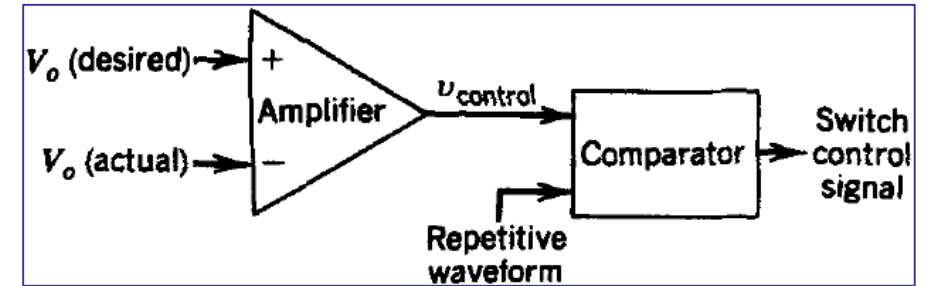 V_o (desired)
+
Amplifier
V_o (actual)
−
υ_control
Comparator
Repetitive
waveform
Switch
control
signal